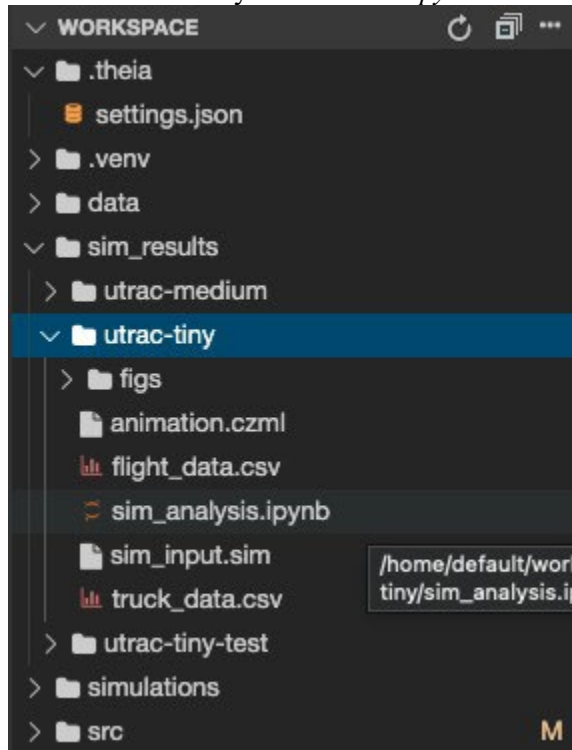 WORKSPACE
.theia
settings.json
.venv
data
sim_results
utrac-medium
utrac-tiny
figs
animation.czml
flight_data.csv
sim_analysis.ipynb
sim_input.sim
/home/default/wor
truck_data.csv
tiny/sim_analysis.i
utrac-tiny-test
simulations
src
M